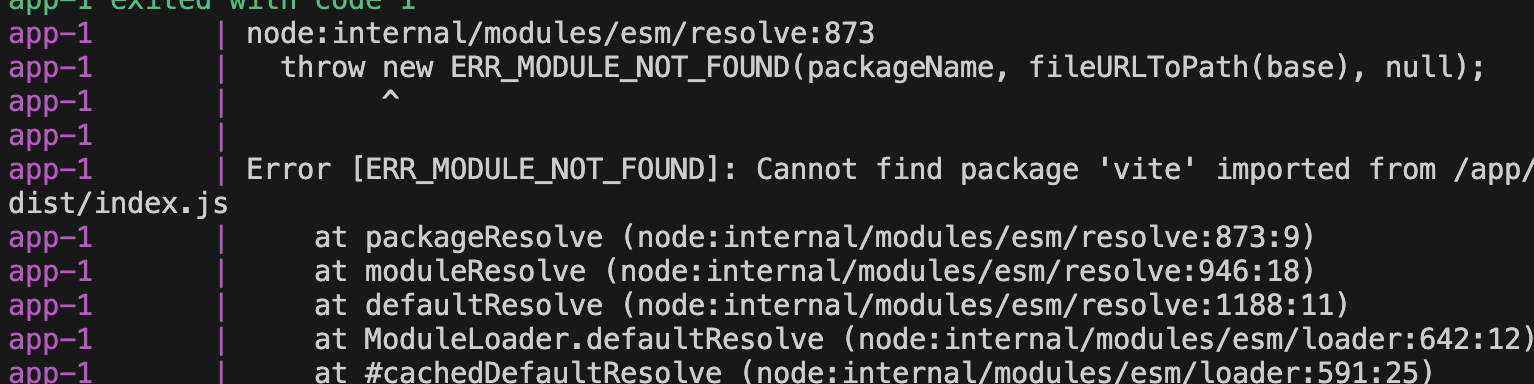 app-1 exited with code 1
app-1 | node:internal/modules/esm/resolve:873
app-1 | throw new ERR_MODULE_NOT_FOUND(packageName, fileURLToPath(base), null);
app-1 | ^
app-1 |
app-1 | Error [ERR_MODULE_NOT_FOUND]: Cannot find package 'vite' imported from /app/
dist/index.js
app-1 | at packageResolve (node:internal/modules/esm/resolve:873:9)
app-1 | at moduleResolve (node:internal/modules/esm/resolve:946:18)
app-1 | at defaultResolve (node:internal/modules/esm/resolve:1188:11)
app-1 | at ModuleLoader.defaultResolve (node:internal/modules/esm/loader:642:12)
app-1 | at #cachedDefaultResolve (node:internal/modules/esm/loader:591:25)